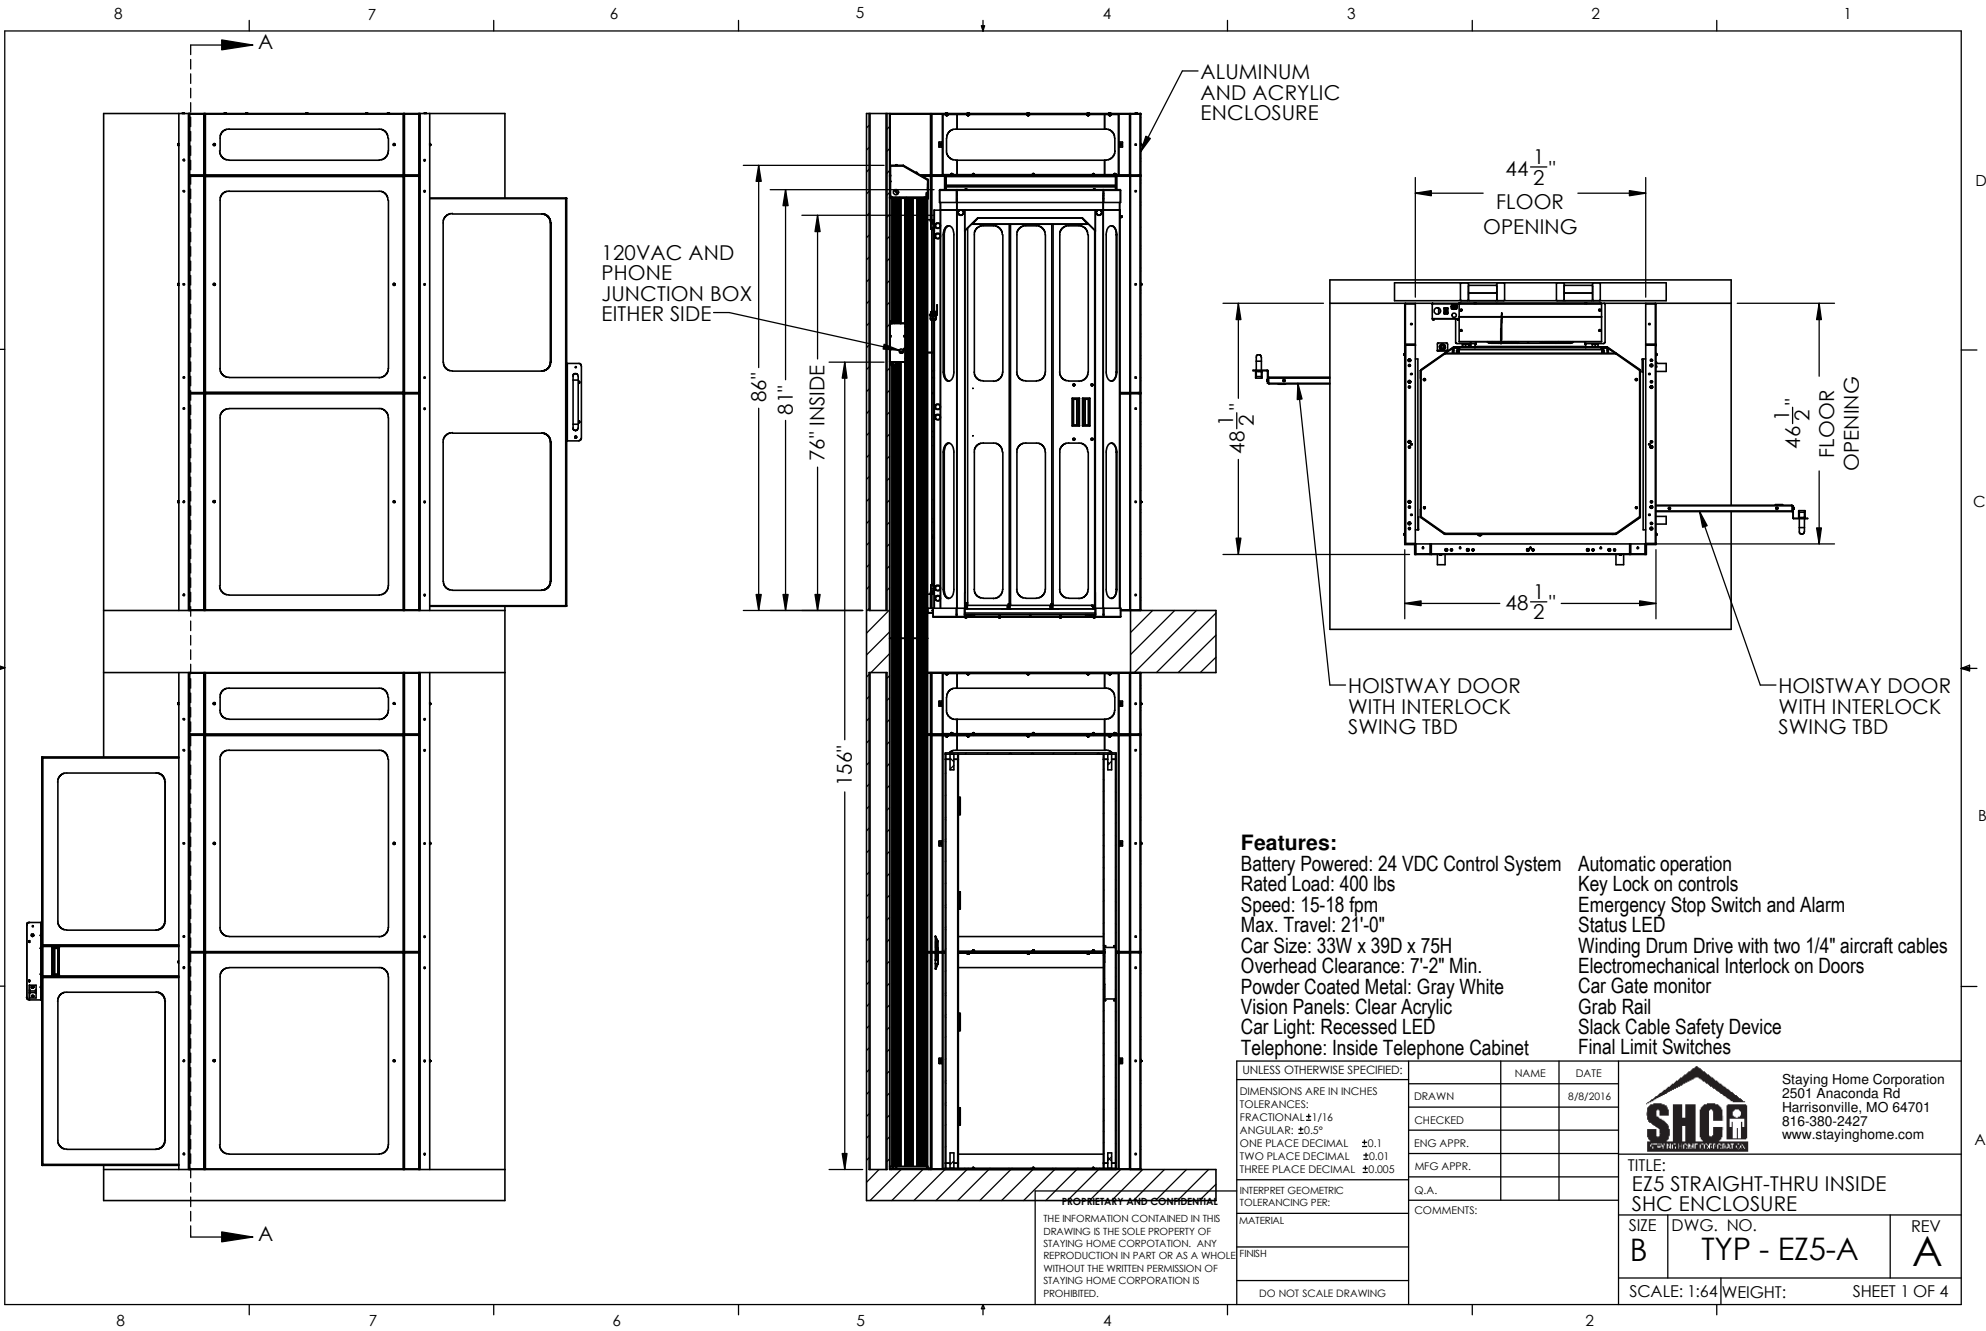 8 7 6 5 4 3 2 1
A
ALUMINUM
AND ACRYLIC
ENCLOSURE
44 1/2"
FLOOR
OPENING
D
120VAC AND
PHONE
JUNCTION BOX
EITHER SIDE
86"
81"
76" INSIDE
156"
48 1/2"
46 1/2"
FLOOR
OPENING
48 1/2"
C
HOISTWAY DOOR
WITH INTERLOCK
SWING TBD
HOISTWAY DOOR
WITH INTERLOCK
SWING TBD
B
Features:
Battery Powered: 24 VDC Control System
Rated Load: 400 lbs
Speed: 15-18 fpm
Max. Travel: 21'-0"
Car Size: 33W x 39D x 75H
Overhead Clearance: 7'-2" Min.
Powder Coated Metal: Gray White
Vision Panels: Clear Acrylic
Car Light: Recessed LED
Telephone: Inside Telephone Cabinet
Automatic operation
Key Lock on controls
Emergency Stop Switch and Alarm
Status LED
Winding Drum Drive with two 1/4" aircraft cables
Electromechanical Interlock on Doors
Car Gate monitor
Grab Rail
Slack Cable Safety Device
Final Limit Switches
A
A
PROPRIETARY AND CONFIDENTIAL
THE INFORMATION CONTAINED IN THIS
DRAWING IS THE SOLE PROPERTY OF
STAYING HOME CORPOTATION. ANY
REPRODUCTION IN PART OR AS A WHOLE
WITHOUT THE WRITTEN PERMISSION OF
STAYING HOME CORPORATION IS
PROHIBITED.
UNLESS OTHERWISE SPECIFIED:
DIMENSIONS ARE IN INCHES
TOLERANCES:
FRACTIONAL±1/16
ANGULAR: ±0.5°
ONE PLACE DECIMAL ±0.1
TWO PLACE DECIMAL ±0.01
THREE PLACE DECIMAL ±0.005
INTERPRET GEOMETRIC
TOLERANCING PER:
MATERIAL
FINISH
DO NOT SCALE DRAWING
NAME DATE
DRAWN 8/8/2016
CHECKED
ENG APPR.
MFG APPR.
Q.A.
COMMENTS:
SHC
STAYING HOME CORPORATION
Staying Home Corporation
2501 Anaconda Rd
Harrisonville, MO 64701
816-380-2427
www.stayinghome.com
TITLE:
EZ5 STRAIGHT-THRU INSIDE
SHC ENCLOSURE
SIZE
B
DWG. NO.
TYP - EZ5-A
REV
A
SCALE: 1:64 WEIGHT: SHEET 1 OF 4
8 7 6 5 4 2